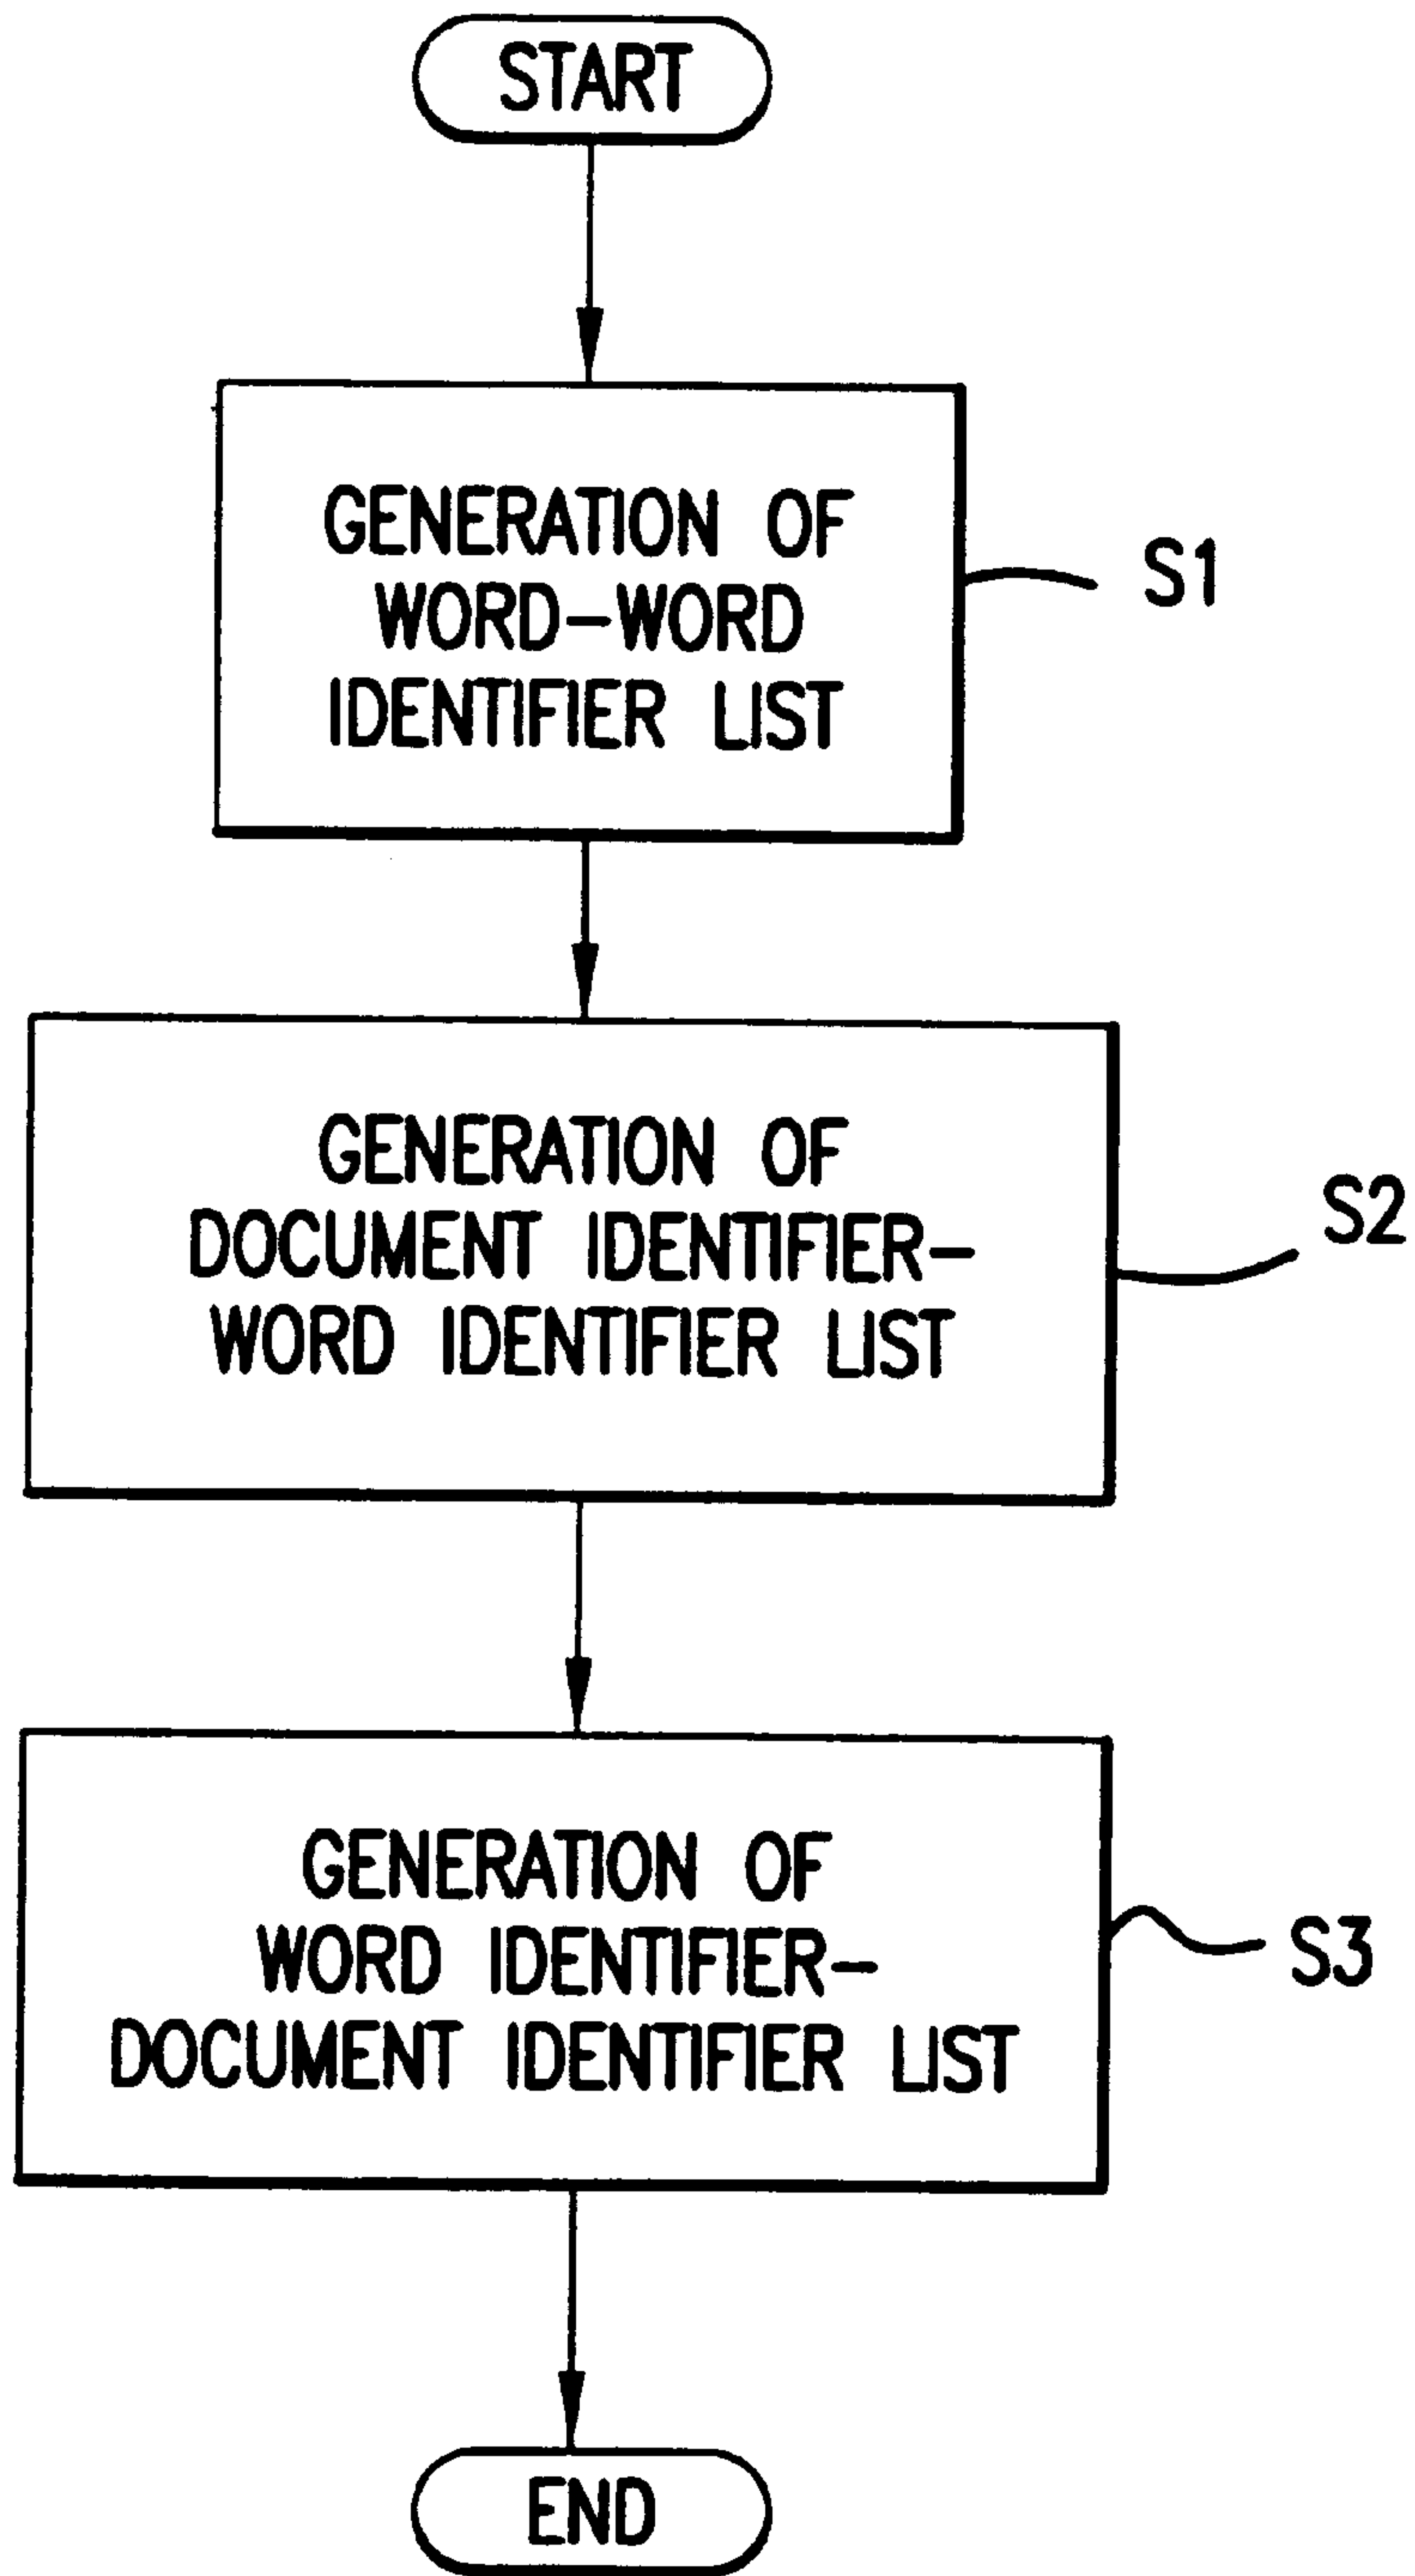 START
GENERATION OF
WORD-WORD
IDENTIFIER LIST
S1
GENERATION OF
DOCUMENT IDENTIFIER-
WORD IDENTIFIER LIST
S2
GENERATION OF
WORD IDENTIFIER-
DOCUMENT IDENTIFIER LIST
S3
END